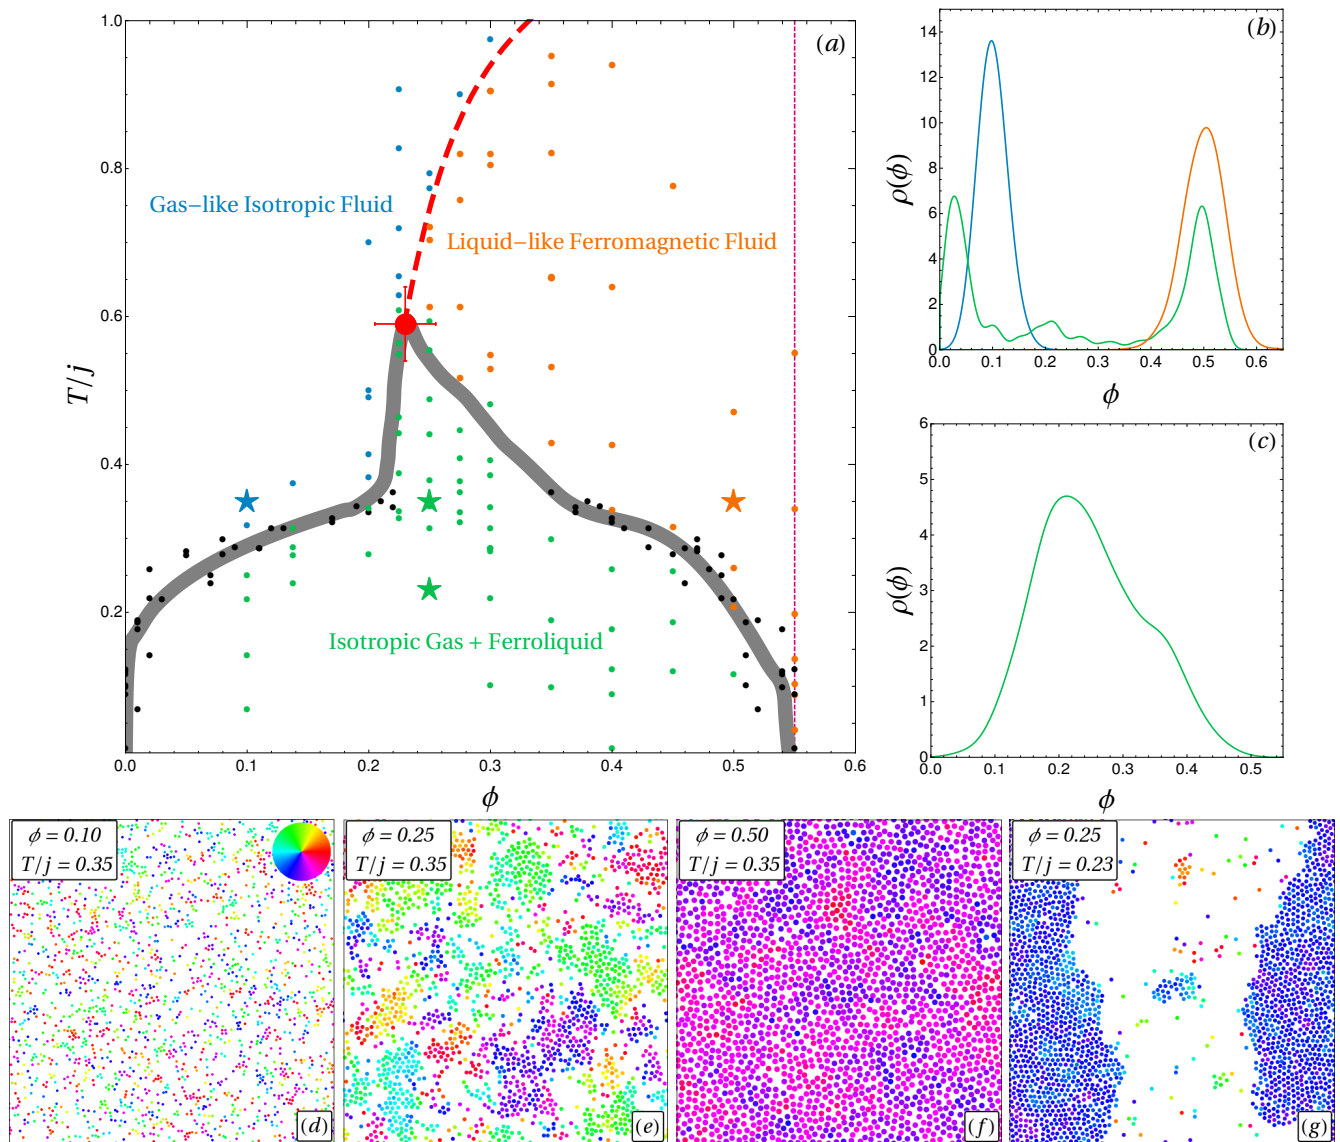 (a)
1.0
0.8
0.6
0.4
0.2
T/j
0.0
0.1
0.2
0.3
0.4
0.5
0.6
ϕ
Gas–like Isotropic Fluid
Liquid–like Ferromagnetic Fluid
Isotropic Gas + Ferroliquid
(b)
14
12
10
8
6
4
2
0
ρ(ϕ)
0.0
0.1
0.2
0.3
0.4
0.5
0.6
ϕ
(c)
6
5
4
3
2
1
0
ρ(ϕ)
0.0
0.1
0.2
0.3
0.4
0.5
ϕ
ϕ = 0.10
T/j = 0.35
(d)
ϕ = 0.25
T/j = 0.35
(e)
ϕ = 0.50
T/j = 0.35
(f)
ϕ = 0.25
T/j = 0.23
(g)